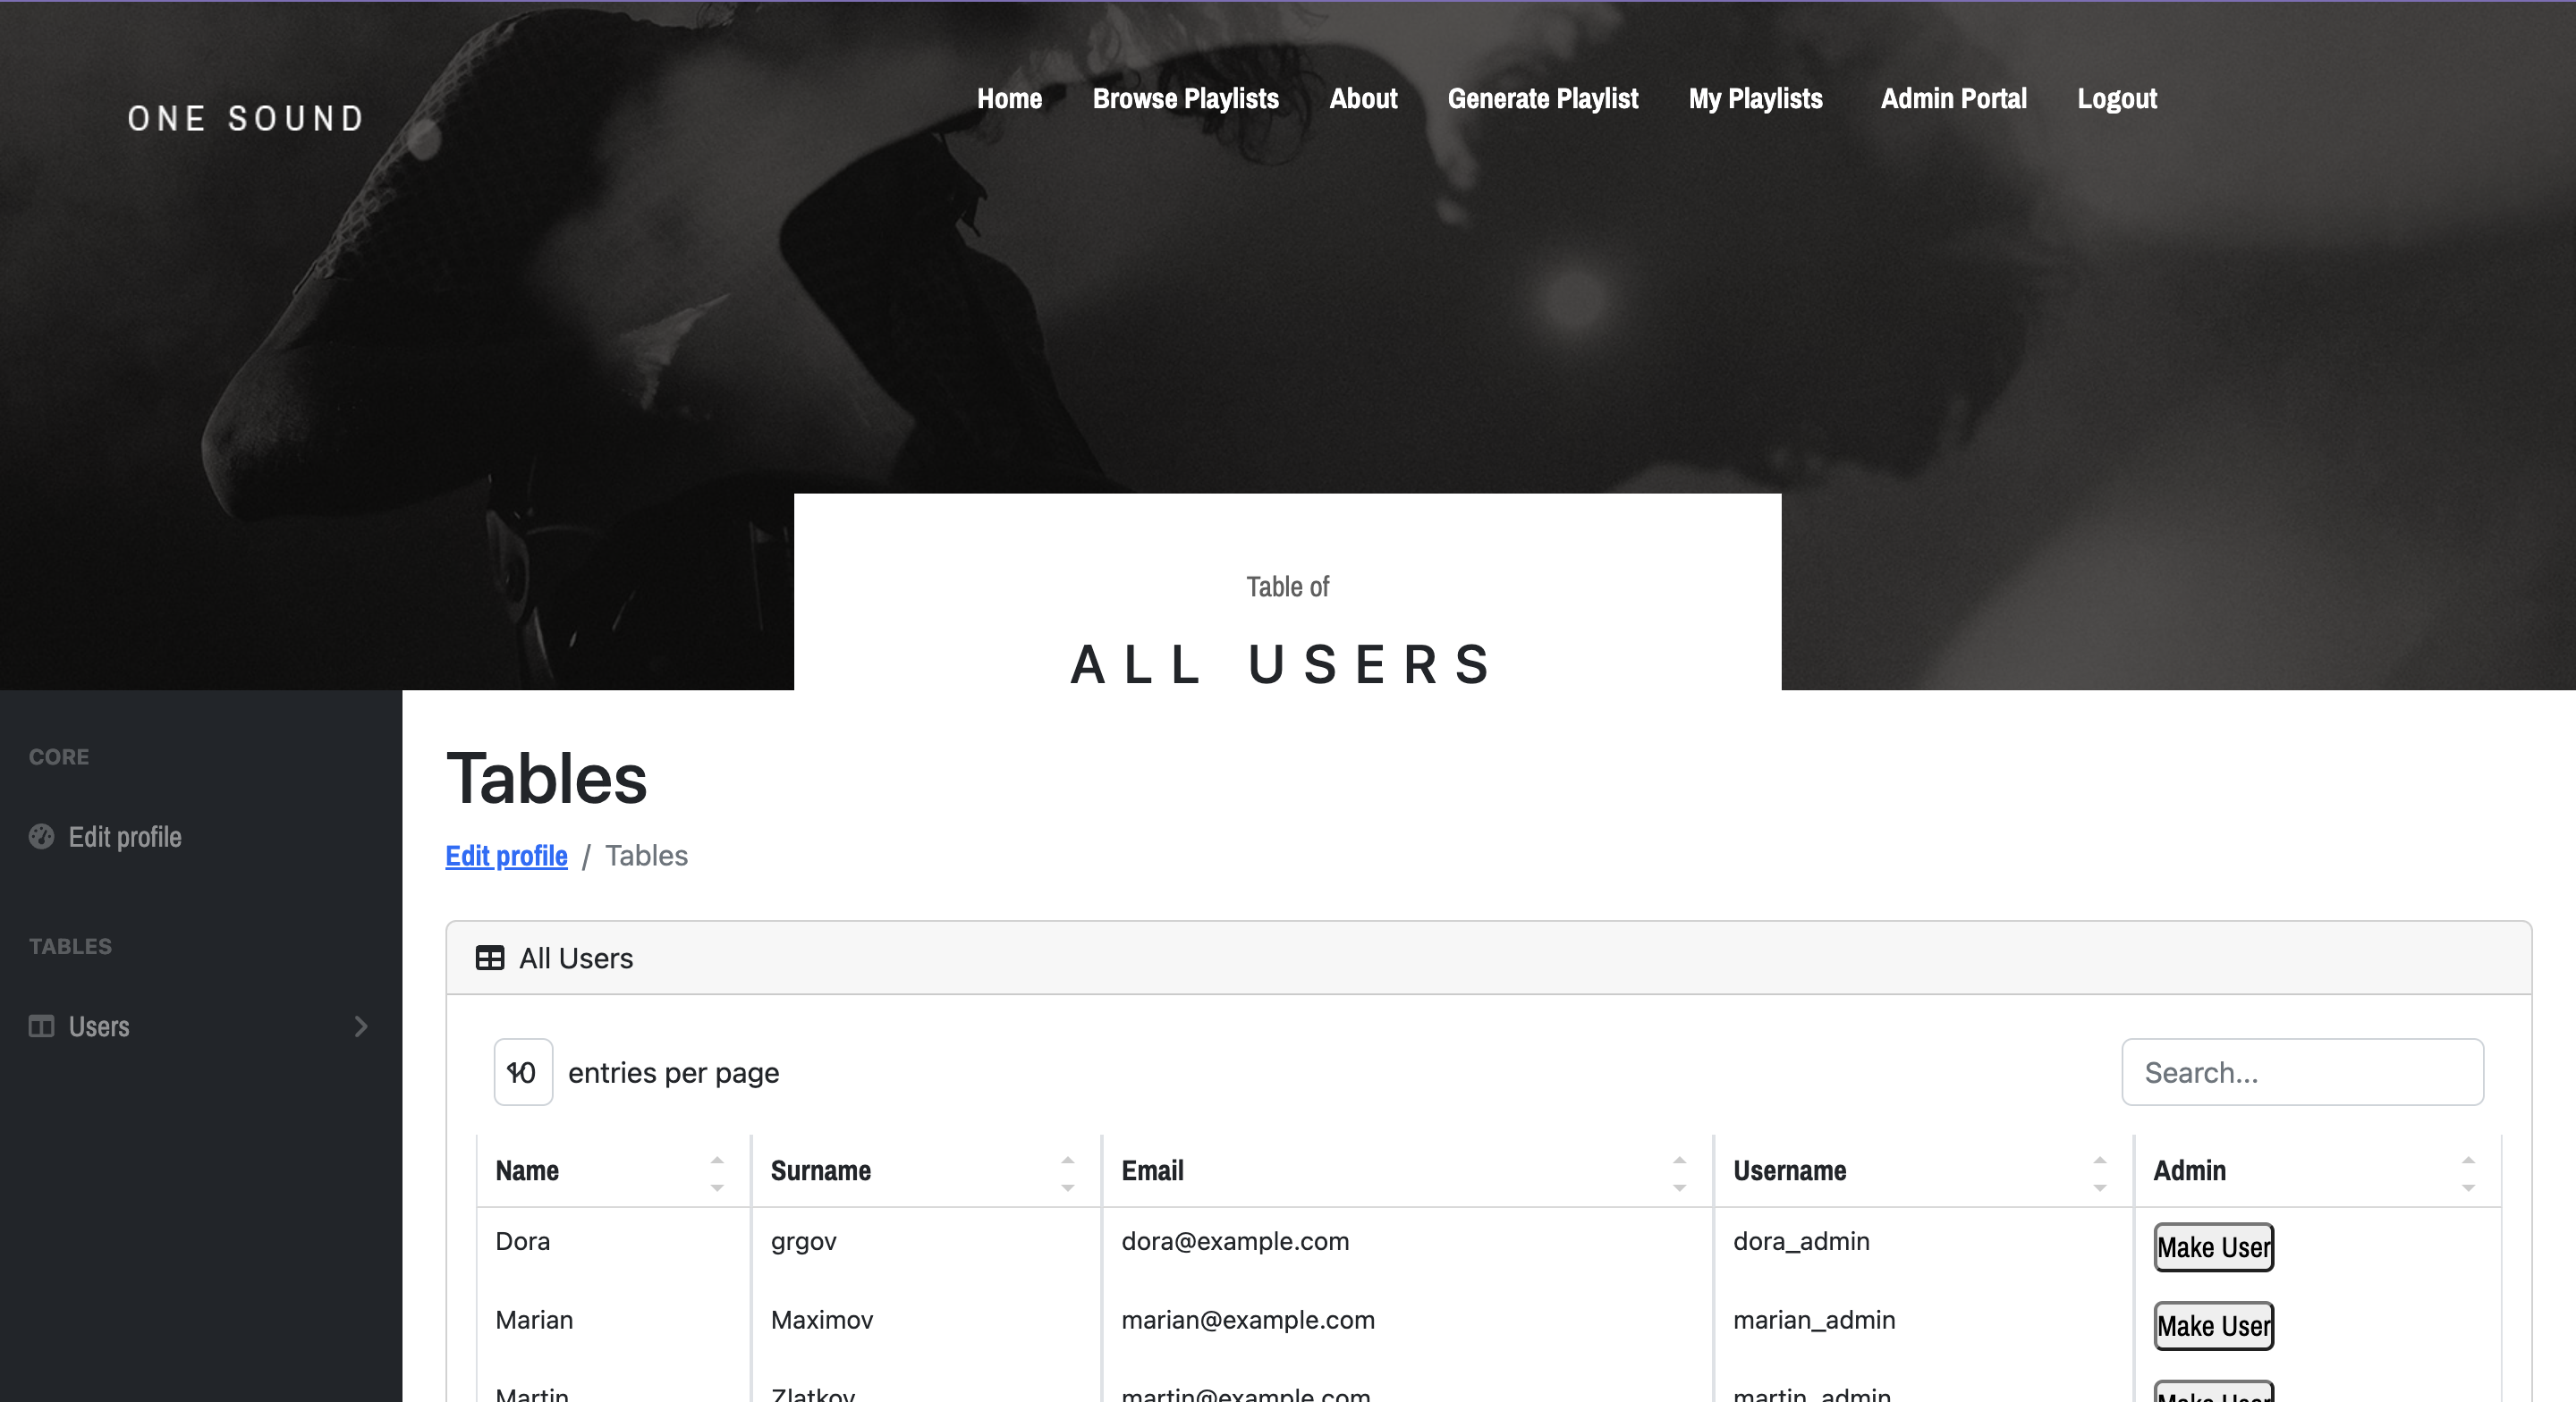 ONE SOUND
Home Browse Playlists About Generate Playlist My Playlists Admin Portal Logout
Table of
ALL USERS
CORE
Edit profile
TABLES
Users
Tables
Edit profile / Tables
All Users
10 entries per page
Search...
Name Surname Email Username Admin
Dora grgov dora@example.com dora_admin Make User
Marian Maximov marian@example.com marian_admin Make User
Martin Zlatkov martin@example.com martin_admin Make User